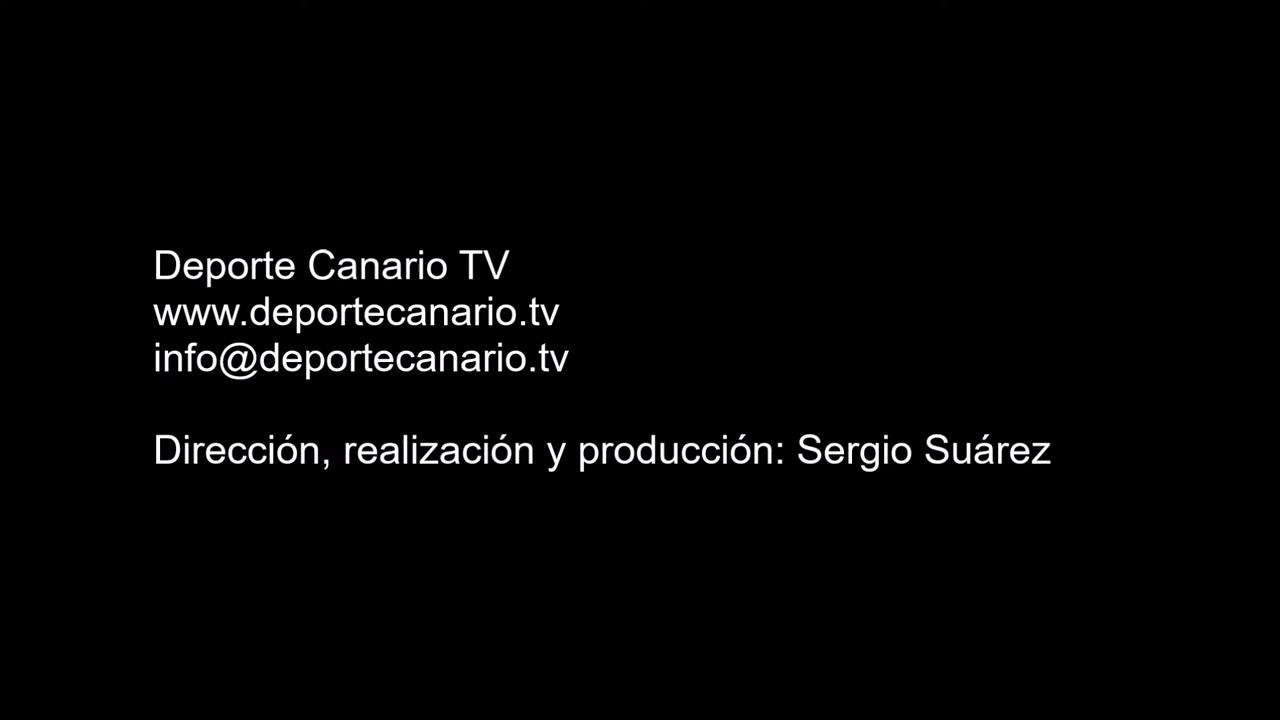 Deporte Canario TV
www.deportecanario.tv
info@deportecanario.tv
Dirección, realización y producción: Sergio Suárez